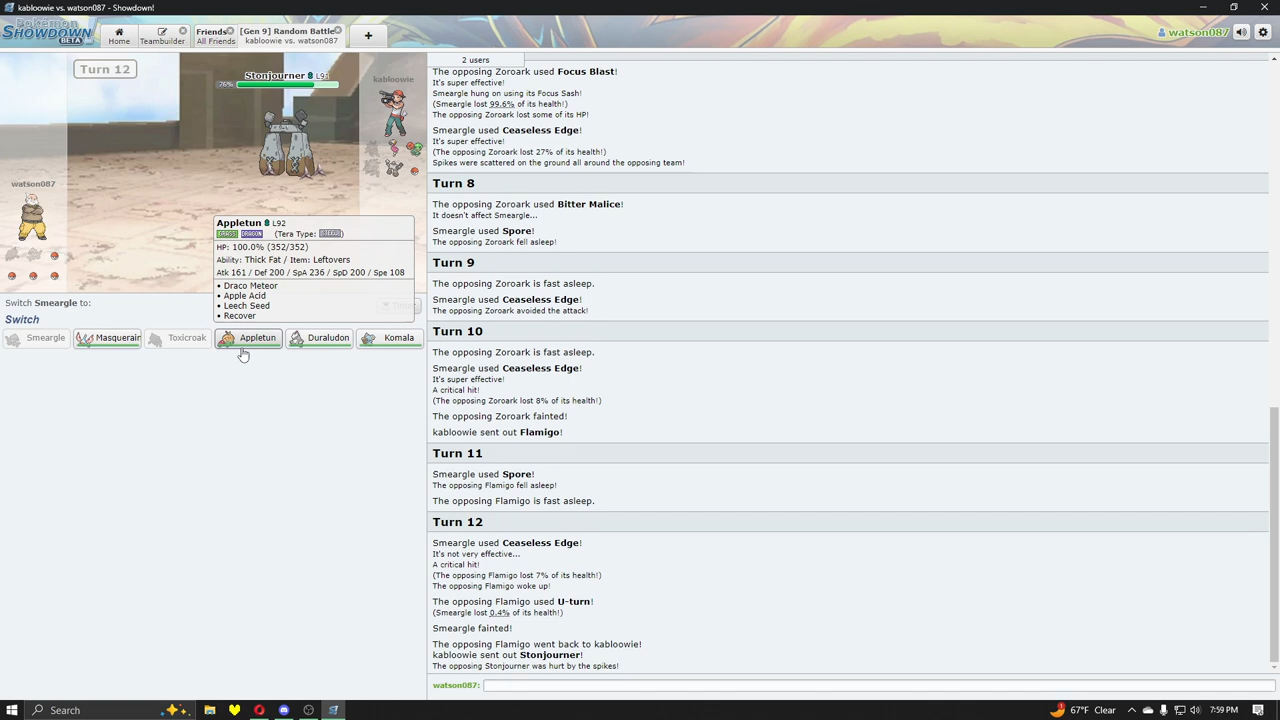 kabloowie vs. watson087 - Showdown!
Pokémon
SHOWDOWN
BETA
Home
Teambuilder
Friends
All Friends
[Gen 9] Random Battle
kabloowie vs. watson087
watson087
Turn 12
Stonjourner L91
76%
kabloowie
watson087
Appletun L92
GRASS DRAGON (Tera Type: STEEL)
HP: 100.0% (352/352)
Ability: Thick Fat / Item: Leftovers
Atk 161 / Def 200 / SpA 236 / SpD 200 / Spe 108
• Draco Meteor
• Apple Acid
• Leech Seed
• Recover
Switch Smeargle to:
Switch
Smeargle
Masquerain
Toxicroak
Appletun
Duraludon
Komala
2 users
The opposing Zoroark used Focus Blast!
It's super effective!
Smeargle hung on using its Focus Sash!
(Smeargle lost 99.6% of its health!)
The opposing Zoroark lost some of its HP!
Smeargle used Ceaseless Edge!
It's super effective!
(The opposing Zoroark lost 27% of its health!)
Spikes were scattered on the ground all around the opposing team!
Turn 8
The opposing Zoroark used Bitter Malice!
It doesn't affect Smeargle...
Smeargle used Spore!
The opposing Zoroark fell asleep!
Turn 9
The opposing Zoroark is fast asleep.
Smeargle used Ceaseless Edge!
The opposing Zoroark avoided the attack!
Turn 10
The opposing Zoroark is fast asleep.
Smeargle used Ceaseless Edge!
It's super effective!
A critical hit!
(The opposing Zoroark lost 8% of its health!)
The opposing Zoroark fainted!
kabloowie sent out Flamigo!
Turn 11
Smeargle used Spore!
The opposing Flamigo fell asleep!
The opposing Flamigo is fast asleep.
Turn 12
Smeargle used Ceaseless Edge!
It's not very effective...
A critical hit!
(The opposing Flamigo lost 7% of its health!)
The opposing Flamigo woke up!
The opposing Flamigo used U-turn!
(Smeargle lost 0.4% of its health!)
Smeargle fainted!
The opposing Flamigo went back to kabloowie!
kabloowie sent out Stonjourner!
The opposing Stonjourner was hurt by the spikes!
watson087:
Search
67°F Clear
7:59 PM